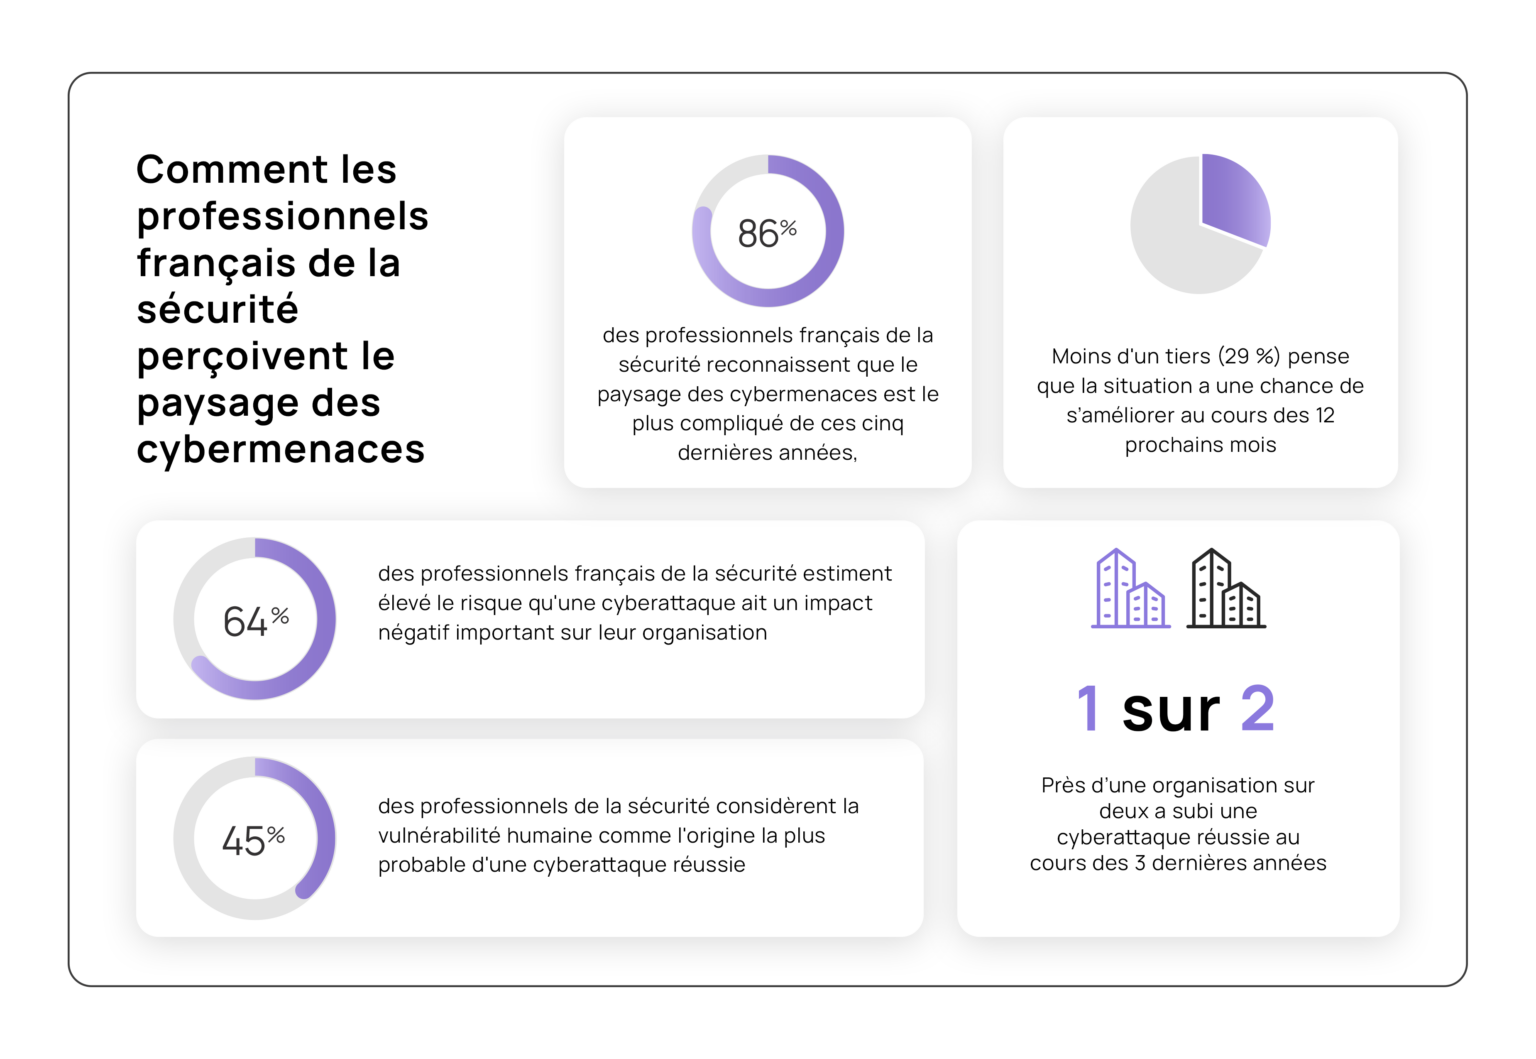 Comment les
professionnels
français de la
sécurité
perçoivent le
paysage des
cybermenaces
86%
des professionnels français de la
sécurité reconnaissent que le
paysage des cybermenaces est le
plus compliqué de ces cinq
dernières années,
Moins d'un tiers (29 %) pense
que la situation a une chance de
s’améliorer au cours des 12
prochains mois
64%
des professionnels français de la sécurité estiment
élevé le risque qu'une cyberattaque ait un impact
négatif important sur leur organisation
45%
des professionnels de la sécurité considèrent la
vulnérabilité humaine comme l'origine la plus
probable d'une cyberattaque réussie
1 sur 2
Près d’une organisation sur
deux a subi une
cyberattaque réussie au
cours des 3 dernières années